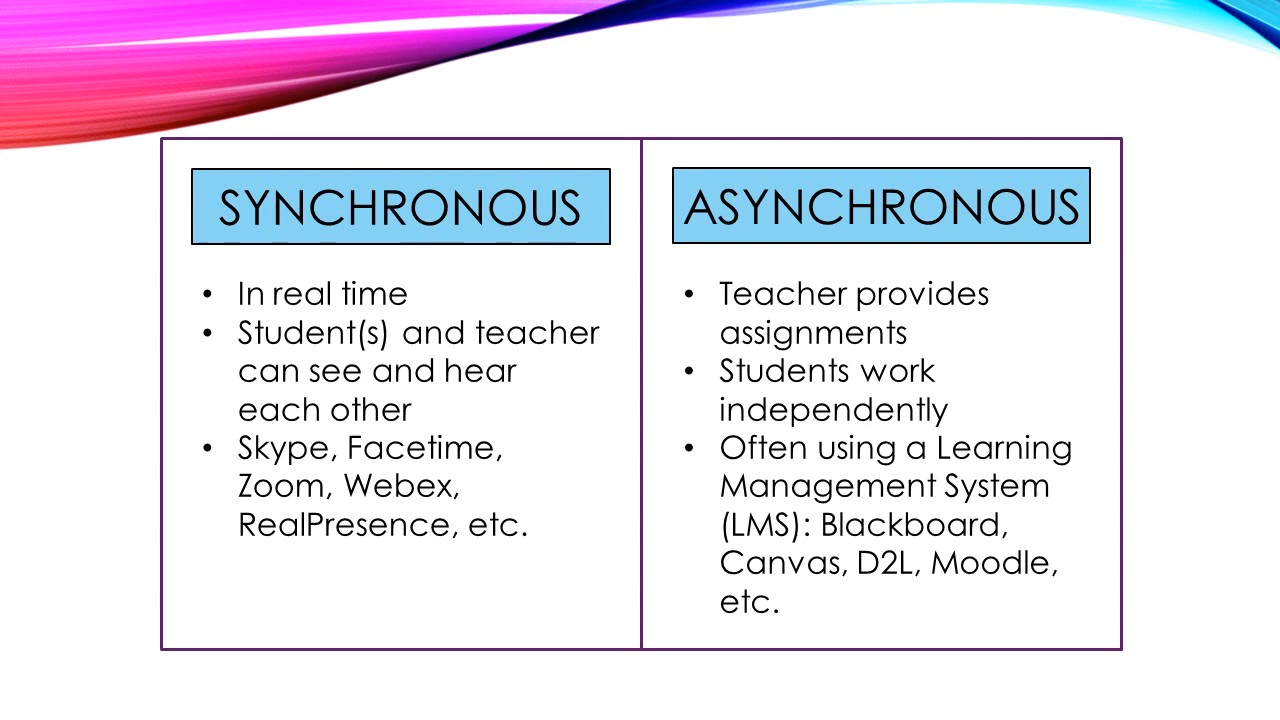 SYNCHRONOUS
• In real time
• Student(s) and teacher
can see and hear
each other
• Skype, Facetime,
Zoom, Webex,
RealPresence, etc.
ASYNCHRONOUS
• Teacher provides
assignments
• Students work
independently
• Often using a Learning
Management System
(LMS): Blackboard,
Canvas, D2L, Moodle,
etc.